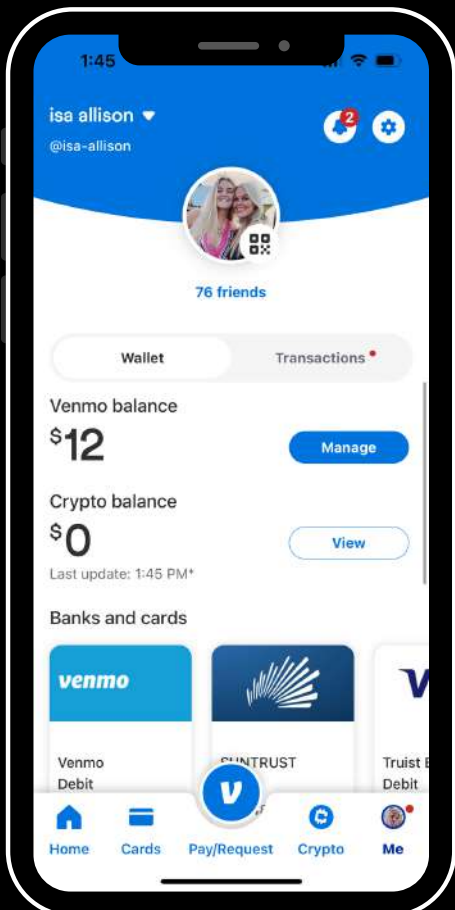 1:45
isa allison
@isa-allison
2
76 friends
Wallet
Transactions
Venmo balance
$12
Manage
Crypto balance
$0
View
Last update: 1:45 PM*
Banks and cards
venmo
Venmo
Debit
SUNTRUST
Truist
Debit
Home
Cards
Pay/Request
Crypto
Me